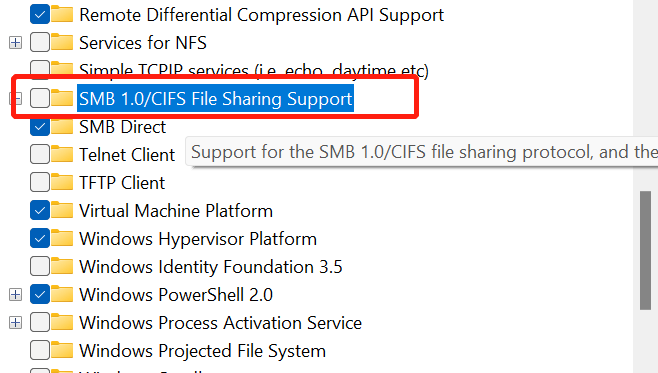 Remote Differential Compression API Support
Services for NFS
Simple TCPIP services (i.e. echo, daytime etc)
SMB 1.0/CIFS File Sharing Support
SMB Direct
Telnet Client
Support for the SMB 1.0/CIFS file sharing protocol, and the
TFTP Client
Virtual Machine Platform
Windows Hypervisor Platform
Windows Identity Foundation 3.5
Windows PowerShell 2.0
Windows Process Activation Service
Windows Projected File System